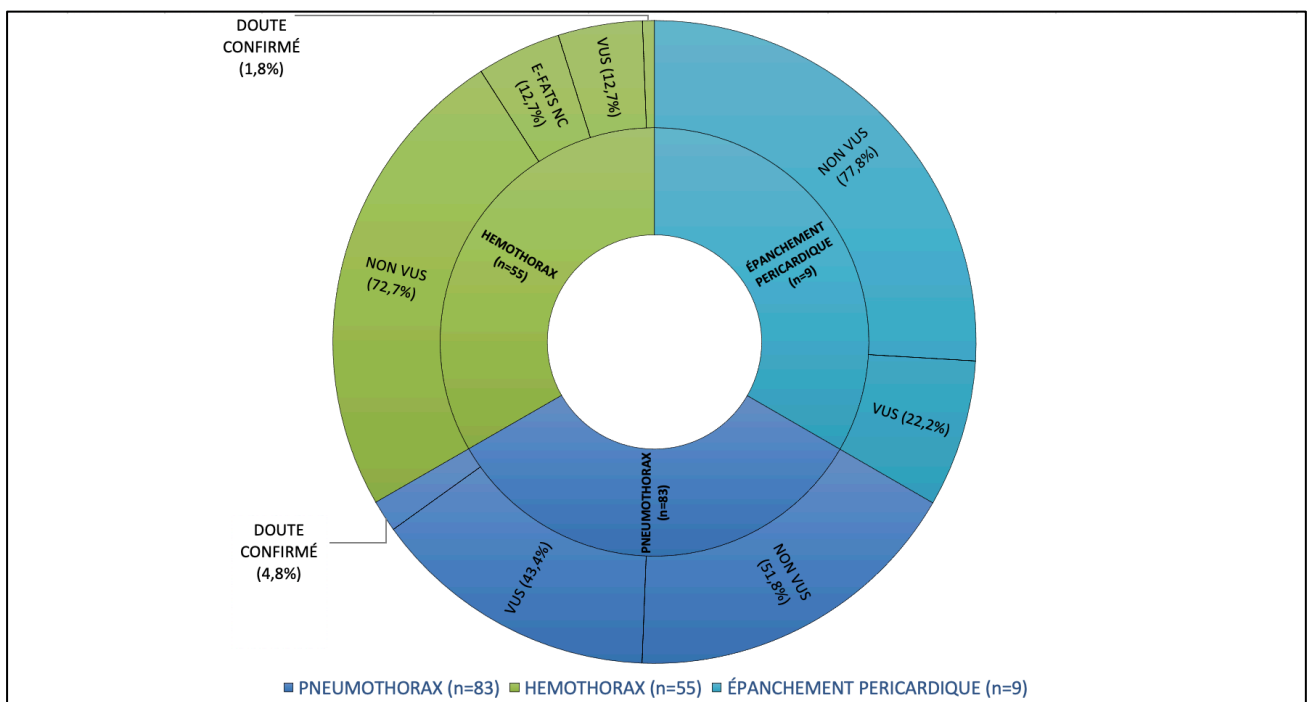 DOUTE
CONFIRMÉ
(1,8%)
VUS (12,7%)
E-FATS NC
(12,7%)
NON VUS
(72,7%)
HEMOTHORAX
(n=55)
NON VUS
(77,8%)
ÉPANCHEMENT
PERICARDIQUE
(n=9)
VUS (22,2%)
PNEUMOTHORAX
(n=83)
NON VUS
(51,8%)
VUS (43,4%)
DOUTE
CONFIRMÉ
(4,8%)
PNEUMOTHORAX (n=83) HEMOTHORAX (n=55) ÉPANCHEMENT PERICARDIQUE (n=9)